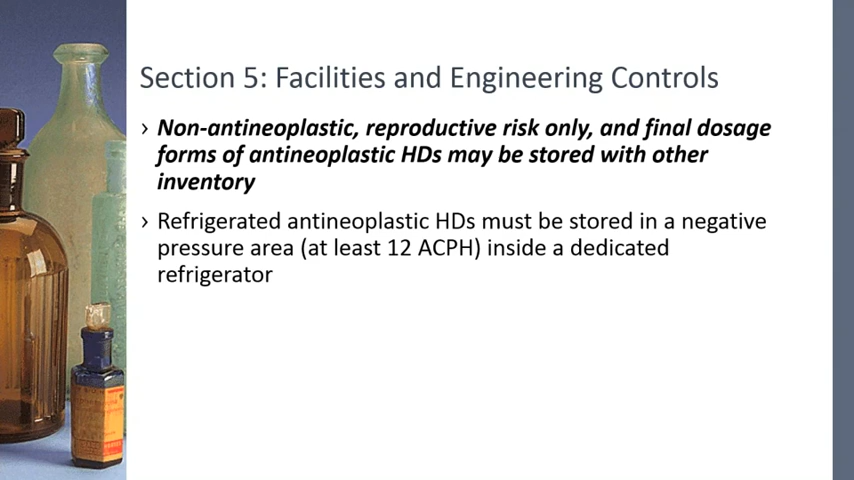 Section 5: Facilities and Engineering Controls
› Non-antineoplastic, reproductive risk only, and final dosage
forms of antineoplastic HDs may be stored with other
inventory
› Refrigerated antineoplastic HDs must be stored in a negative
pressure area (at least 12 ACPH) inside a dedicated
refrigerator